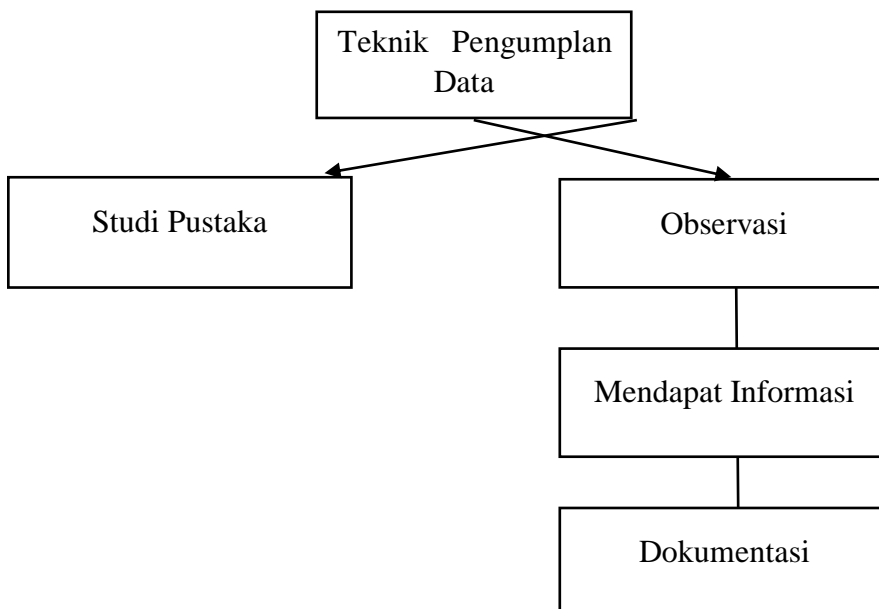 Teknik Pengumplan
Data
Studi Pustaka
Observasi
Mendapat Informasi
Dokumentasi